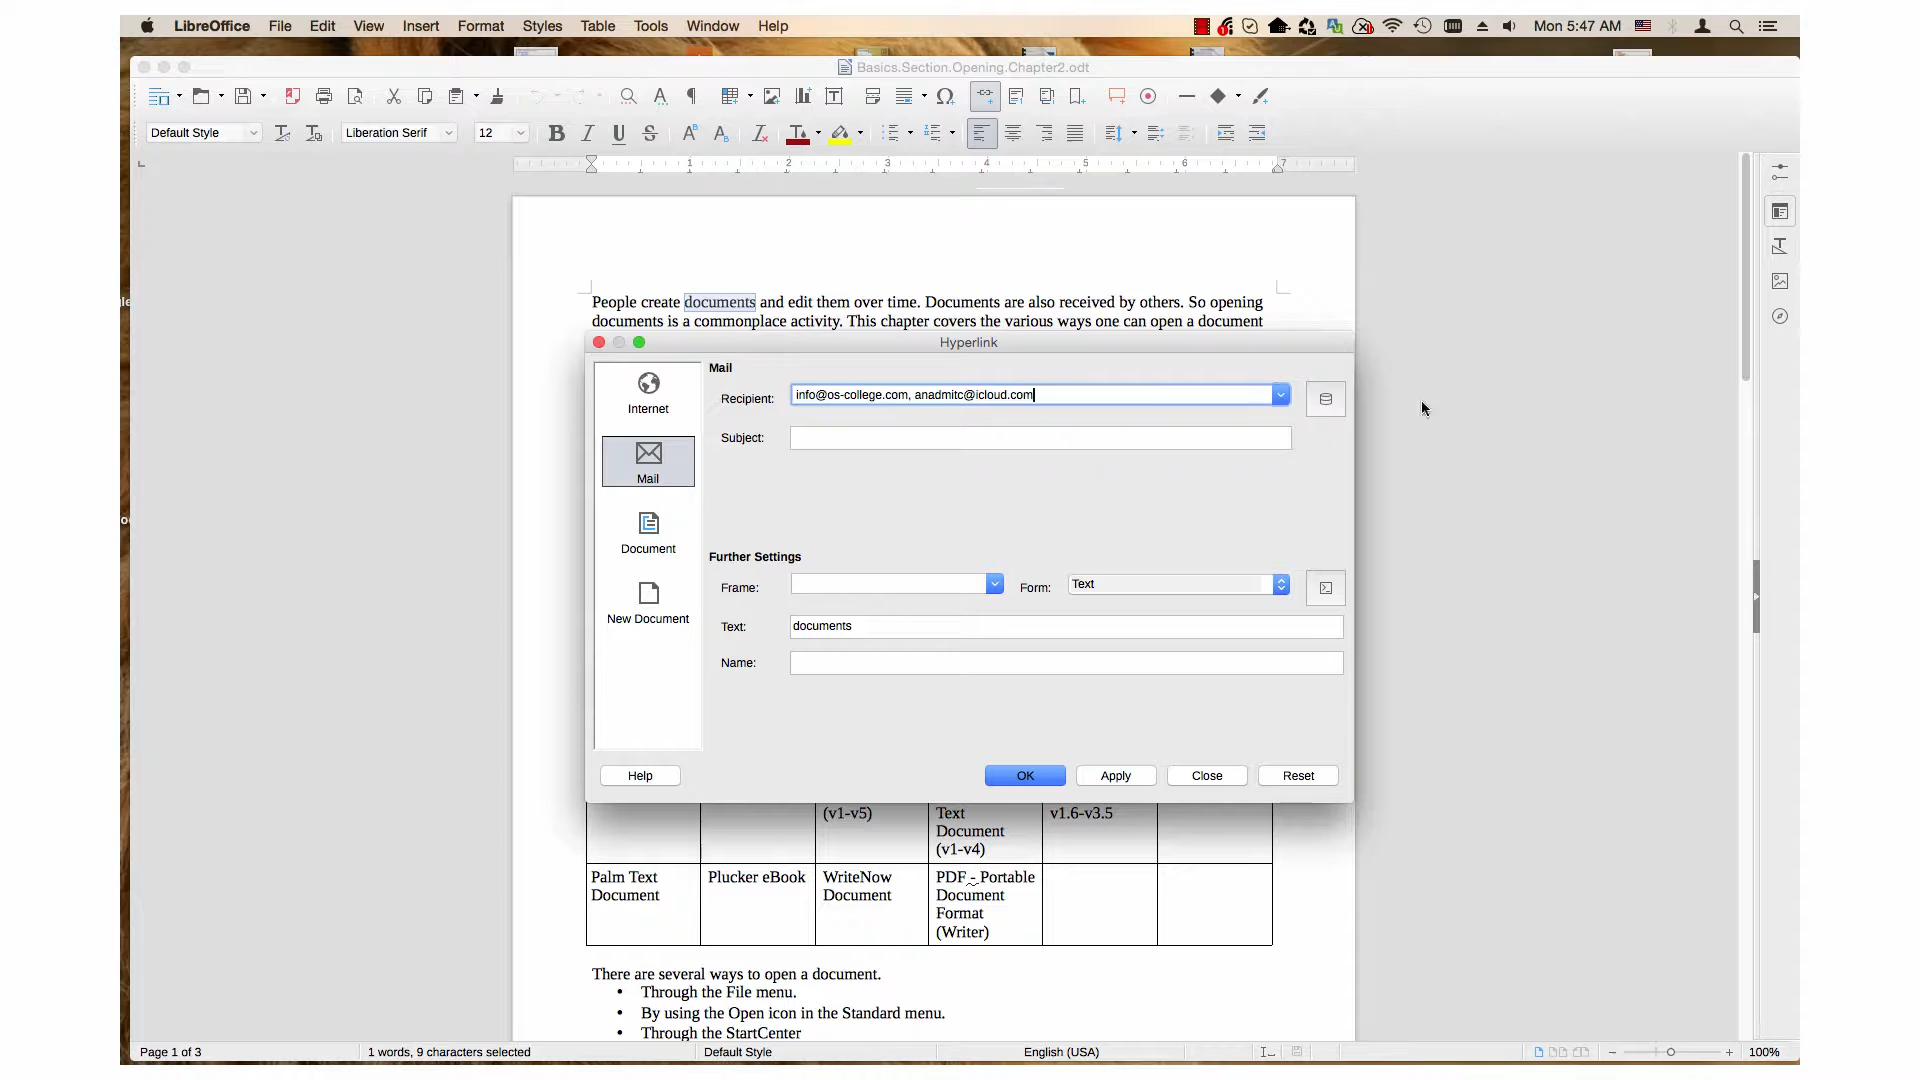 LibreOffice File Edit View Insert Format Styles Table Tools Window Help Mon 5:47 AM
Basics.Section.Opening.Chapter2.odt
Default Style Liberation Serif 12
1 2 3 4 5 6 7
People create documents and edit them over time. Documents are also received by others. So opening
documents is a commonplace activity. This chapter covers the various ways one can open a document
Hyperlink
Internet
Mail
Document
New Document
Mail
Recipient: info@os-college.com, anadmitc@icloud.com
Subject:
Further Settings
Frame: Form: Text
Text: documents
Name:
Help OK Apply Close Reset
(v1-v5)
Text
Document
(v1-v4)
v1.6-v3.5
Palm Text
Document
Plucker eBook
WriteNow
Document
PDF - Portable
Document
Format
(Writer)
There are several ways to open a document.
• Through the File menu.
• By using the Open icon in the Standard menu.
• Through the StartCenter
Page 1 of 3 1 words, 9 characters selected Default Style English (USA) 100%